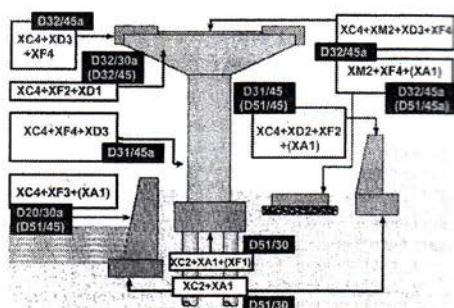 D32/45a
XC4+XD3
+XF4
XC4+XM2+XD3+XF4
D32/45a
XM2+XF4+(XA1)
D32/45a
(D51/45a)
D32/30a
(D32/45)
XC4+XF2+XD1
D31/45
(D51/45)
XC4+XD2+XF2
+(XA1)
XC4+XF4+XD3
D31/45a
XC4+XF3+(XA1)
D20/30a
(D51/45)
D51/30
XC2+XA1+(XF1)
XC2+XA1
D51/30